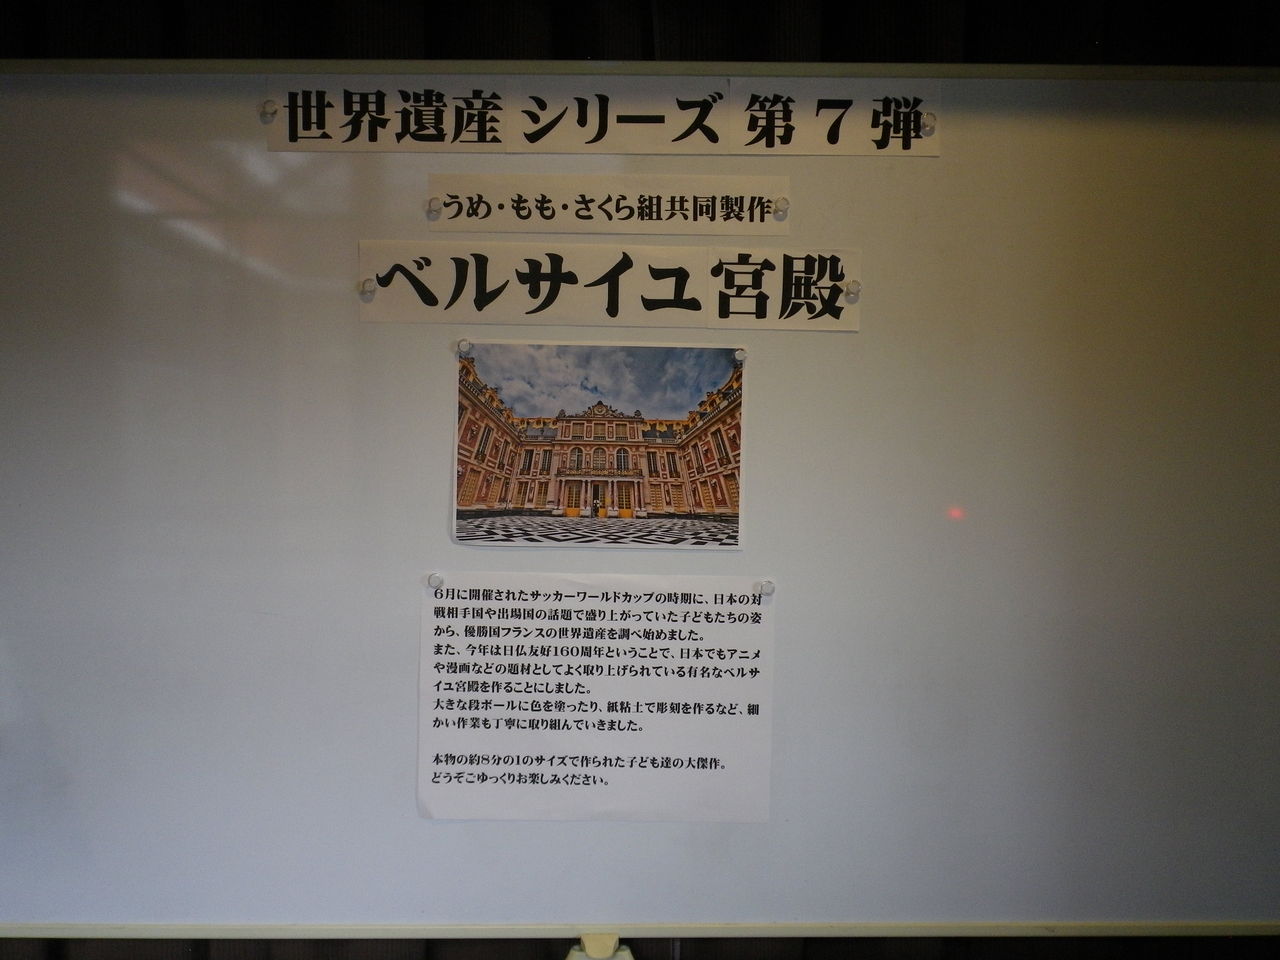 世界遺産 シリーズ 第7弾
うめ・もも・さくら組共同製作
ベルサイユ宮殿
6月に開催されたサッカーワールドカップの時期に、日本の対
戦相手国や出場国の話題で盛り上がっていた子どもたちの姿
から、優勝国フランスの世界遺産を調べ始めました。
また、今年は日仏友好160周年ということで、日本でもアニメ
や漫画などの題材としてよく取り上げられている有名なベルサ
イユ宮殿を作ることにしました。
大きな段ボールに色を塗ったり、紙粘土で彫刻を作るなど、細
かい作業も丁寧に取り組んでいきました。
本物の約8分の1のサイズで作られた子ども達の大傑作。
どうぞごゆっくりお楽しみください。